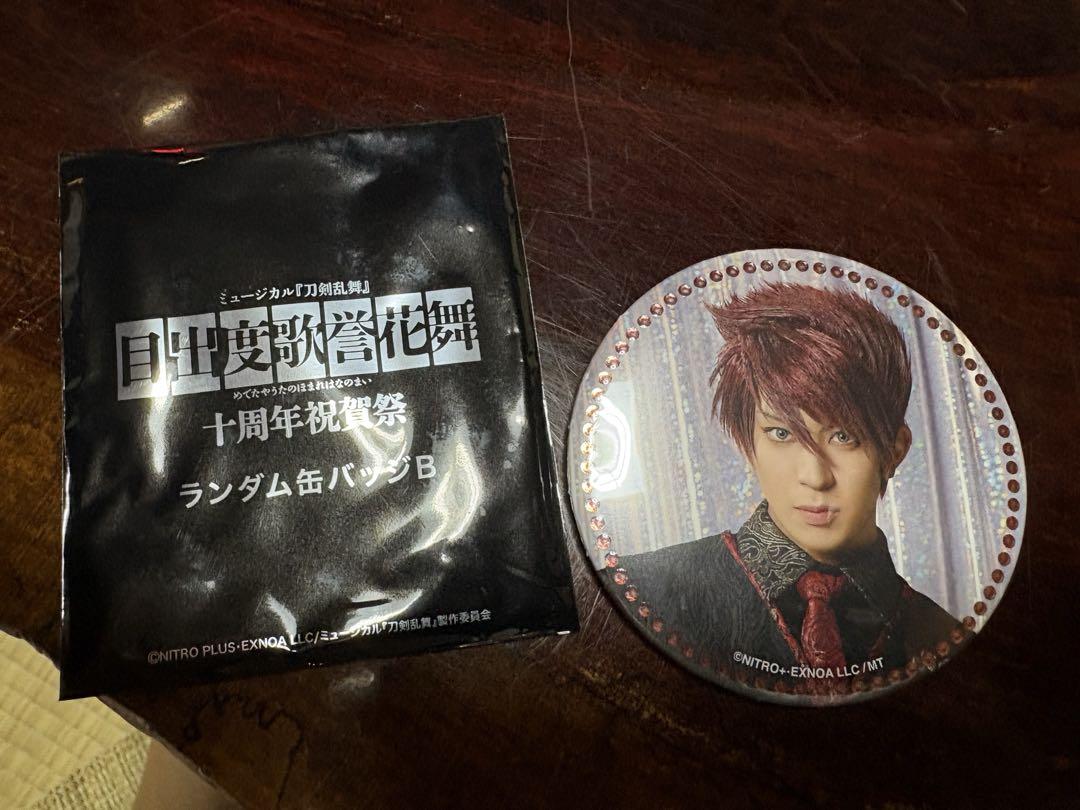 ミュージカル『刀剣乱舞』
目出度歌誉花舞
めでたやうたのほまれはなのまい
十周年祝賀祭
ランダム缶バッジB
©NITRO PLUS・EXNOA LLC/ミュージカル『刀剣乱舞』製作委員会
©NITRO+・EXNOA LLC/MT